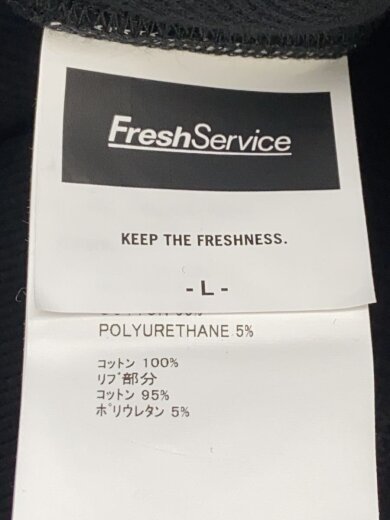 FreshService
KEEP THE FRESHNESS.
- L -
POLYURETHANE 5%
コットン 100%
リブ部分
コットン 95%
ポリウレタン 5%